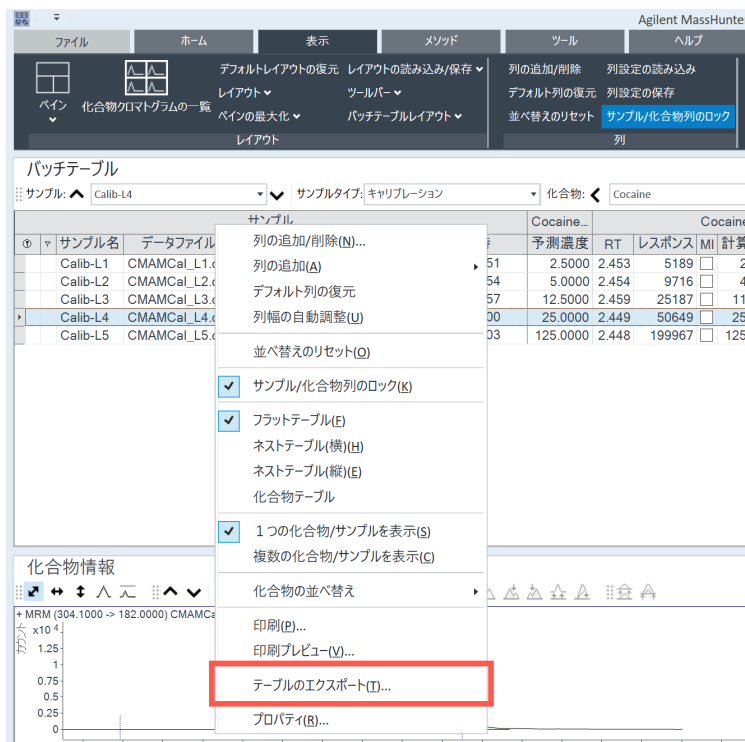 Agilent MassHunte
ファイル ホーム 表示 メソッド ツール ヘルプ
デフォルトレイアウトの復元 レイアウトの読み込み/保存 列の追加/削除 列設定の読み込み
ペイン 化合物クロマトグラムの一覧 レイアウト ツールバー デフォルト列の復元 列設定の保存
ペインの最大化 バッチテーブルレイアウト 並べ替えのリセット サンプル/化合物列のロック
レイアウト 列
バッチテーブル
サンプル: Calib-L4 サンプルタイプ: キャリブレーション 化合物: Cocaine
サンプル Cocaine... Cocaine
サンプル名 データファイル 予測濃度 RT レスポンス MI 計算
Calib-L1 CMAMCal_L1.d 51 2.5000 2.453 5189 2
Calib-L2 CMAMCal_L2.d 54 5.0000 2.454 9716 4
Calib-L3 CMAMCal_L3.d 57 12.5000 2.459 25187 11
Calib-L4 CMAMCal_L4.d 00 25.0000 2.449 50649 25
Calib-L5 CMAMCal_L5.d 03 125.0000 2.448 199967 125
列の追加/削除(N)...
列の追加(A)
デフォルト列の復元
列幅の自動調整(U)
並べ替えのリセット(O)
サンプル/化合物列のロック(K)
フラットテーブル(F)
ネストテーブル(横)(H)
ネストテーブル(縦)(E)
化合物テーブル
1つの化合物/サンプルを表示(S)
複数の化合物/サンプルを表示(C)
化合物の並べ替え
印刷(P)...
印刷プレビュー(V)...
テーブルのエクスポート(T)...
プロパティ(R)...
化合物情報
+ MRM (304.1000 -> 182.0000) CMAMCa
カウント
x10 4
1.25
1
0.75
0.5
0.25
0